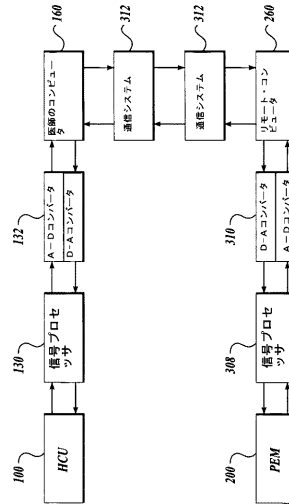 100
HCU
130
信号プロセ
ッサ
132
A-Dコンバータ
D-Aコンバータ
160
医師のコンピュー
タ
312
通信システム
312
通信システム
260
リモート・コン
ピュータ
310
D-Aコンバータ
A-Dコンバータ
308
信号プロセ
ッサ
200
PEM